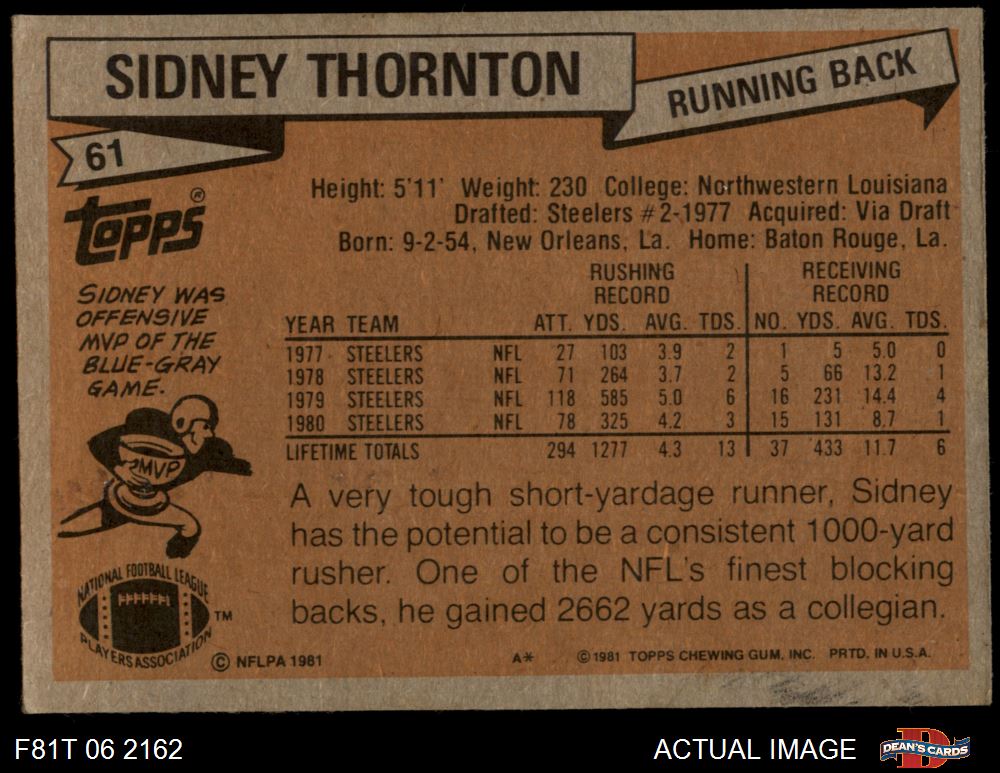 SIDNEY THORNTON
RUNNING BACK
61
TOPPS®
Height: 5'11' Weight: 230 College: Northwestern Louisiana
Drafted: Steelers #2-1977 Acquired: Via Draft
Born: 9-2-54, New Orleans, La. Home: Baton Rouge, La.
SIDNEY WAS
OFFENSIVE
MVP OF THE
BLUE-GRAY
GAME.
MVP
RUSHING RECEIVING
RECORD RECORD
YEAR TEAM ATT. YDS. AVG. TDS. NO. YDS. AVG. TDS.
1977 STEELERS NFL 27 103 3.9 2 1 5 5.0 0
1978 STEELERS NFL 71 264 3.7 2 5 66 13.2 1
1979 STEELERS NFL 118 585 5.0 6 16 231 14.4 4
1980 STEELERS NFL 78 325 4.2 3 15 131 8.7 1
LIFETIME TOTALS 294 1277 4.3 13 37 433 11.7 6
A very tough short-yardage runner, Sidney
has the potential to be a consistent 1000-yard
rusher. One of the NFL's finest blocking
backs, he gained 2662 yards as a collegian.
NATIONAL FOOTBALL LEAGUE
PLAYERS ASSOCIATION
TM
© NFLPA 1981 A* ©1981 TOPPS CHEWING GUM, INC. PRTD. IN U.S.A.
F81T 06 2162 ACTUAL IMAGE
D
DEAN'S CARDS